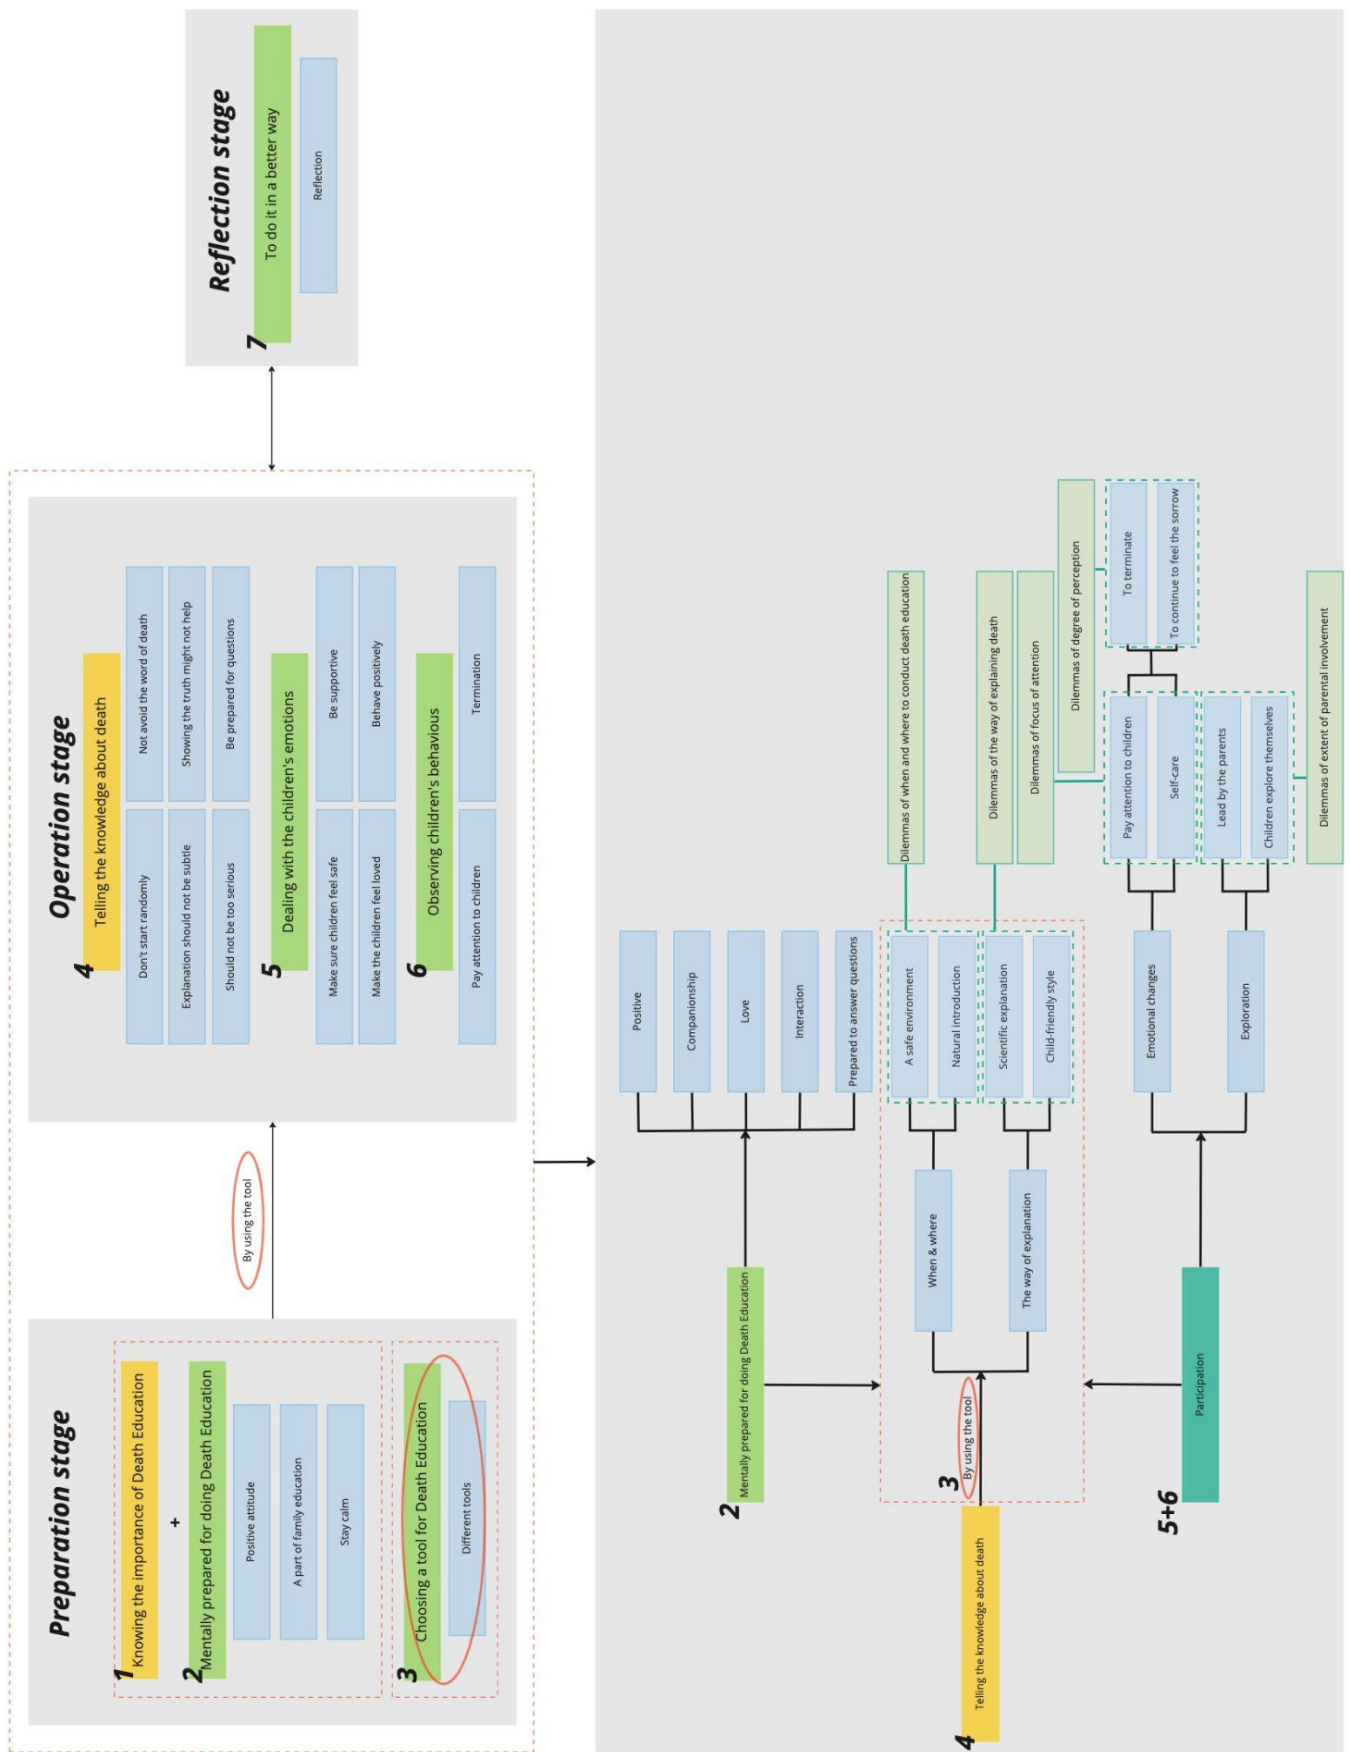 Preparation stage
1
Knowing the importance of Death Education
+
2
Mentally prepared for doing Death Education
Positive attitude
A part of family education
Stay calm
3
Choosing a tool for Death Education
Different tools
By using the tool
Operation stage
4
Telling the knowledge about death
Don't start randomly
Not avoid the word of death
Explanation should not be subtle
Showing the truth might not help
Should not be too serious
Be prepared for questions
5
Dealing with the children's emotions
Make sure children feel safe
Be supportive
Make the children feel loved
Behave positively
6
Observing children's behavious
Pay attention to children
Termination
Reflection stage
7
To do it in a better way
Reflection
2
Mentally prepared for doing Death Education
Positive
Companionship
Love
Interaction
Prepared to answer questions
4
Telling the knowledge about death
3
By using the tool
When & where
The way of explanation
A safe environment
Natural introduction
Scientific explanation
Child-friendly style
Dilemmas of when and where to conduct death education
Dilemmas of the way of explaining death
5+6
Participation
Emotional changes
Exploration
Pay attention to children
Self-care
Lead by the parents
Children explore themselves
Dilemmas of focus of attention
Dilemmas of degree of perception
To terminate
To continue to feel the sorrow
Dilemmas of extent of parental involvement